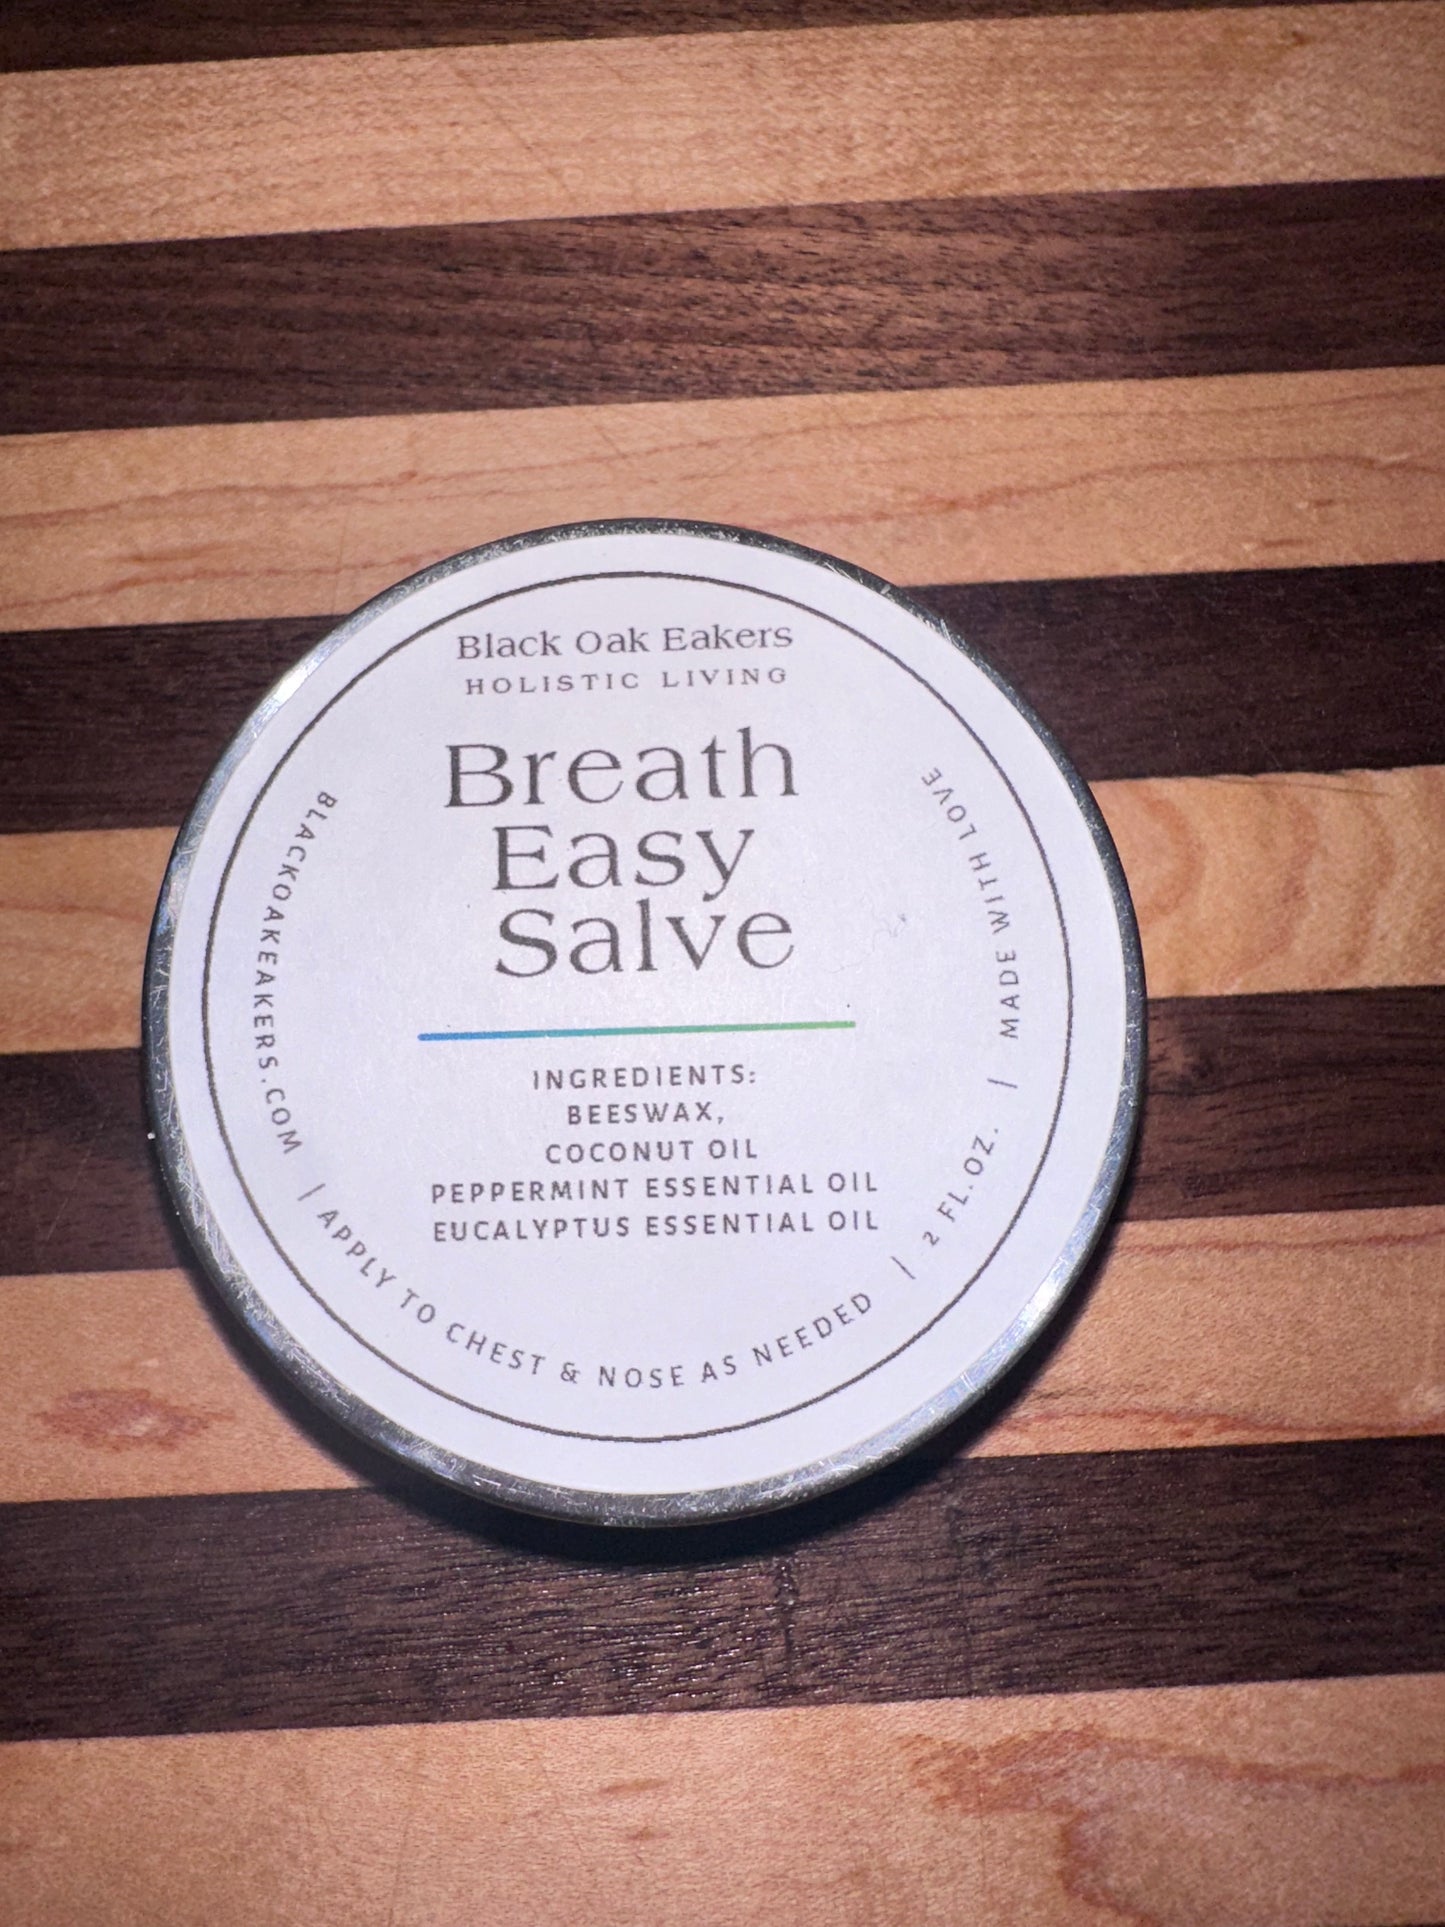 Black Oak Eakers
HOLISTIC LIVING
Breath
Easy
Salve
INGREDIENTS:
BEESWAX,
COCONUT OIL
PEPPERMINT ESSENTIAL OIL
EUCALYPTUS ESSENTIAL OIL
BLACKOAKEAKERS.COM | APPLY TO CHEST & NOSE AS NEEDED | 2 FL.OZ. | MADE WITH LOVE